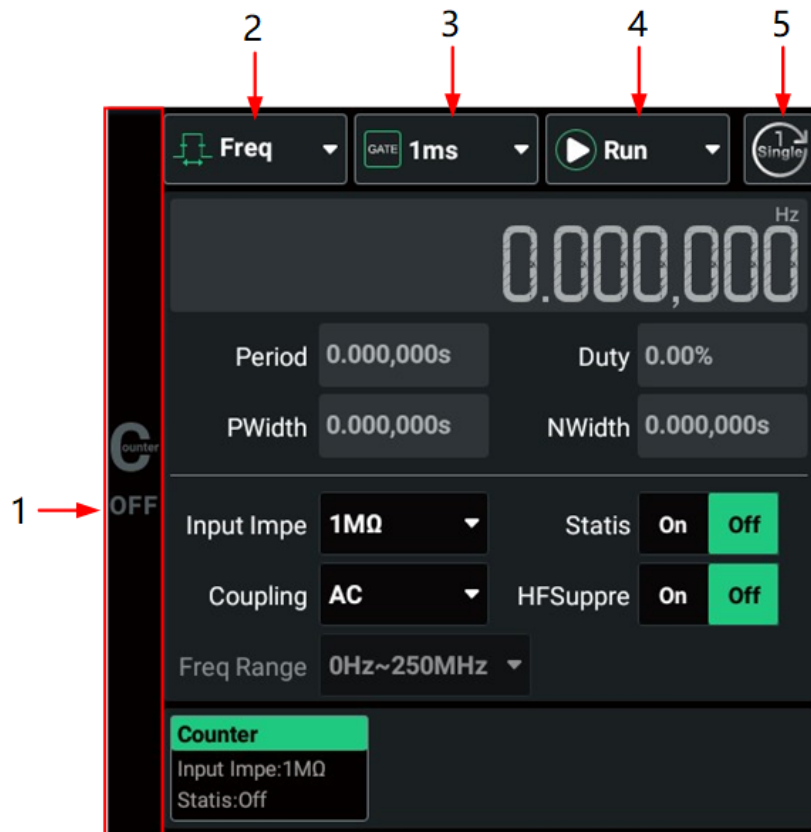 2 3 4 5
Freq GATE 1ms Run 1 Single
Hz
0.000,000
Period 0.000,000s Duty 0.00%
PWidth 0.000,000s NWidth 0.000,000s
Counter
1 OFF
Input Impe 1MΩ Statis On Off
Coupling AC HFSuppre On Off
Freq Range 0Hz~250MHz
Counter
Input Impe:1MΩ
Statis:Off